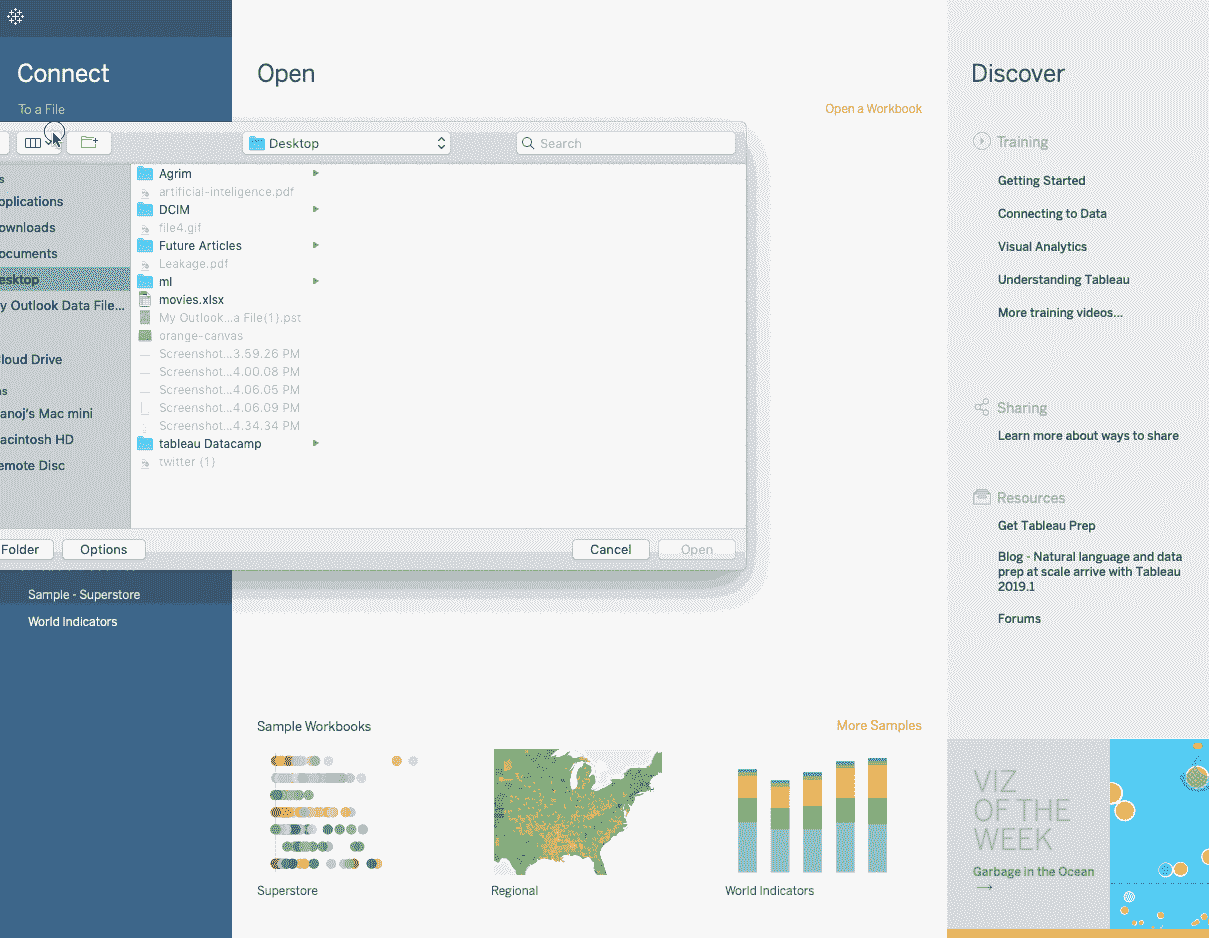 Connect
To a File
Open
Open a Workbook
Desktop
Search
s
pplications
ownloads
ocuments
esktop
y Outlook Data File...
loud Drive
ns
anoj's Mac mini
acintosh HD
emote Disc
Agrim
artificial-inteligence.pdf
DCIM
file4.gif
Future Articles
Leakage.pdf
ml
movies.xlsx
My Outlook...a File(1).pst
orange-canvas
Screenshot...3.59.26 PM
Screenshot...4.00.08 PM
Screenshot...4.06.05 PM
Screenshot...4.06.09 PM
Screenshot...4.34.34 PM
tableau Datacamp
twitter (1)
Folder
Options
Cancel
Open
Sample - Superstore
World Indicators
Sample Workbooks
More Samples
Superstore
Regional
World Indicators
Discover
Training
Getting Started
Connecting to Data
Visual Analytics
Understanding Tableau
More training videos...
Sharing
Learn more about ways to share
Resources
Get Tableau Prep
Blog - Natural language and data
prep at scale arrive with Tableau
2019.1
Forums
VIZ
OF THE
WEEK
Garbage in the Ocean
→